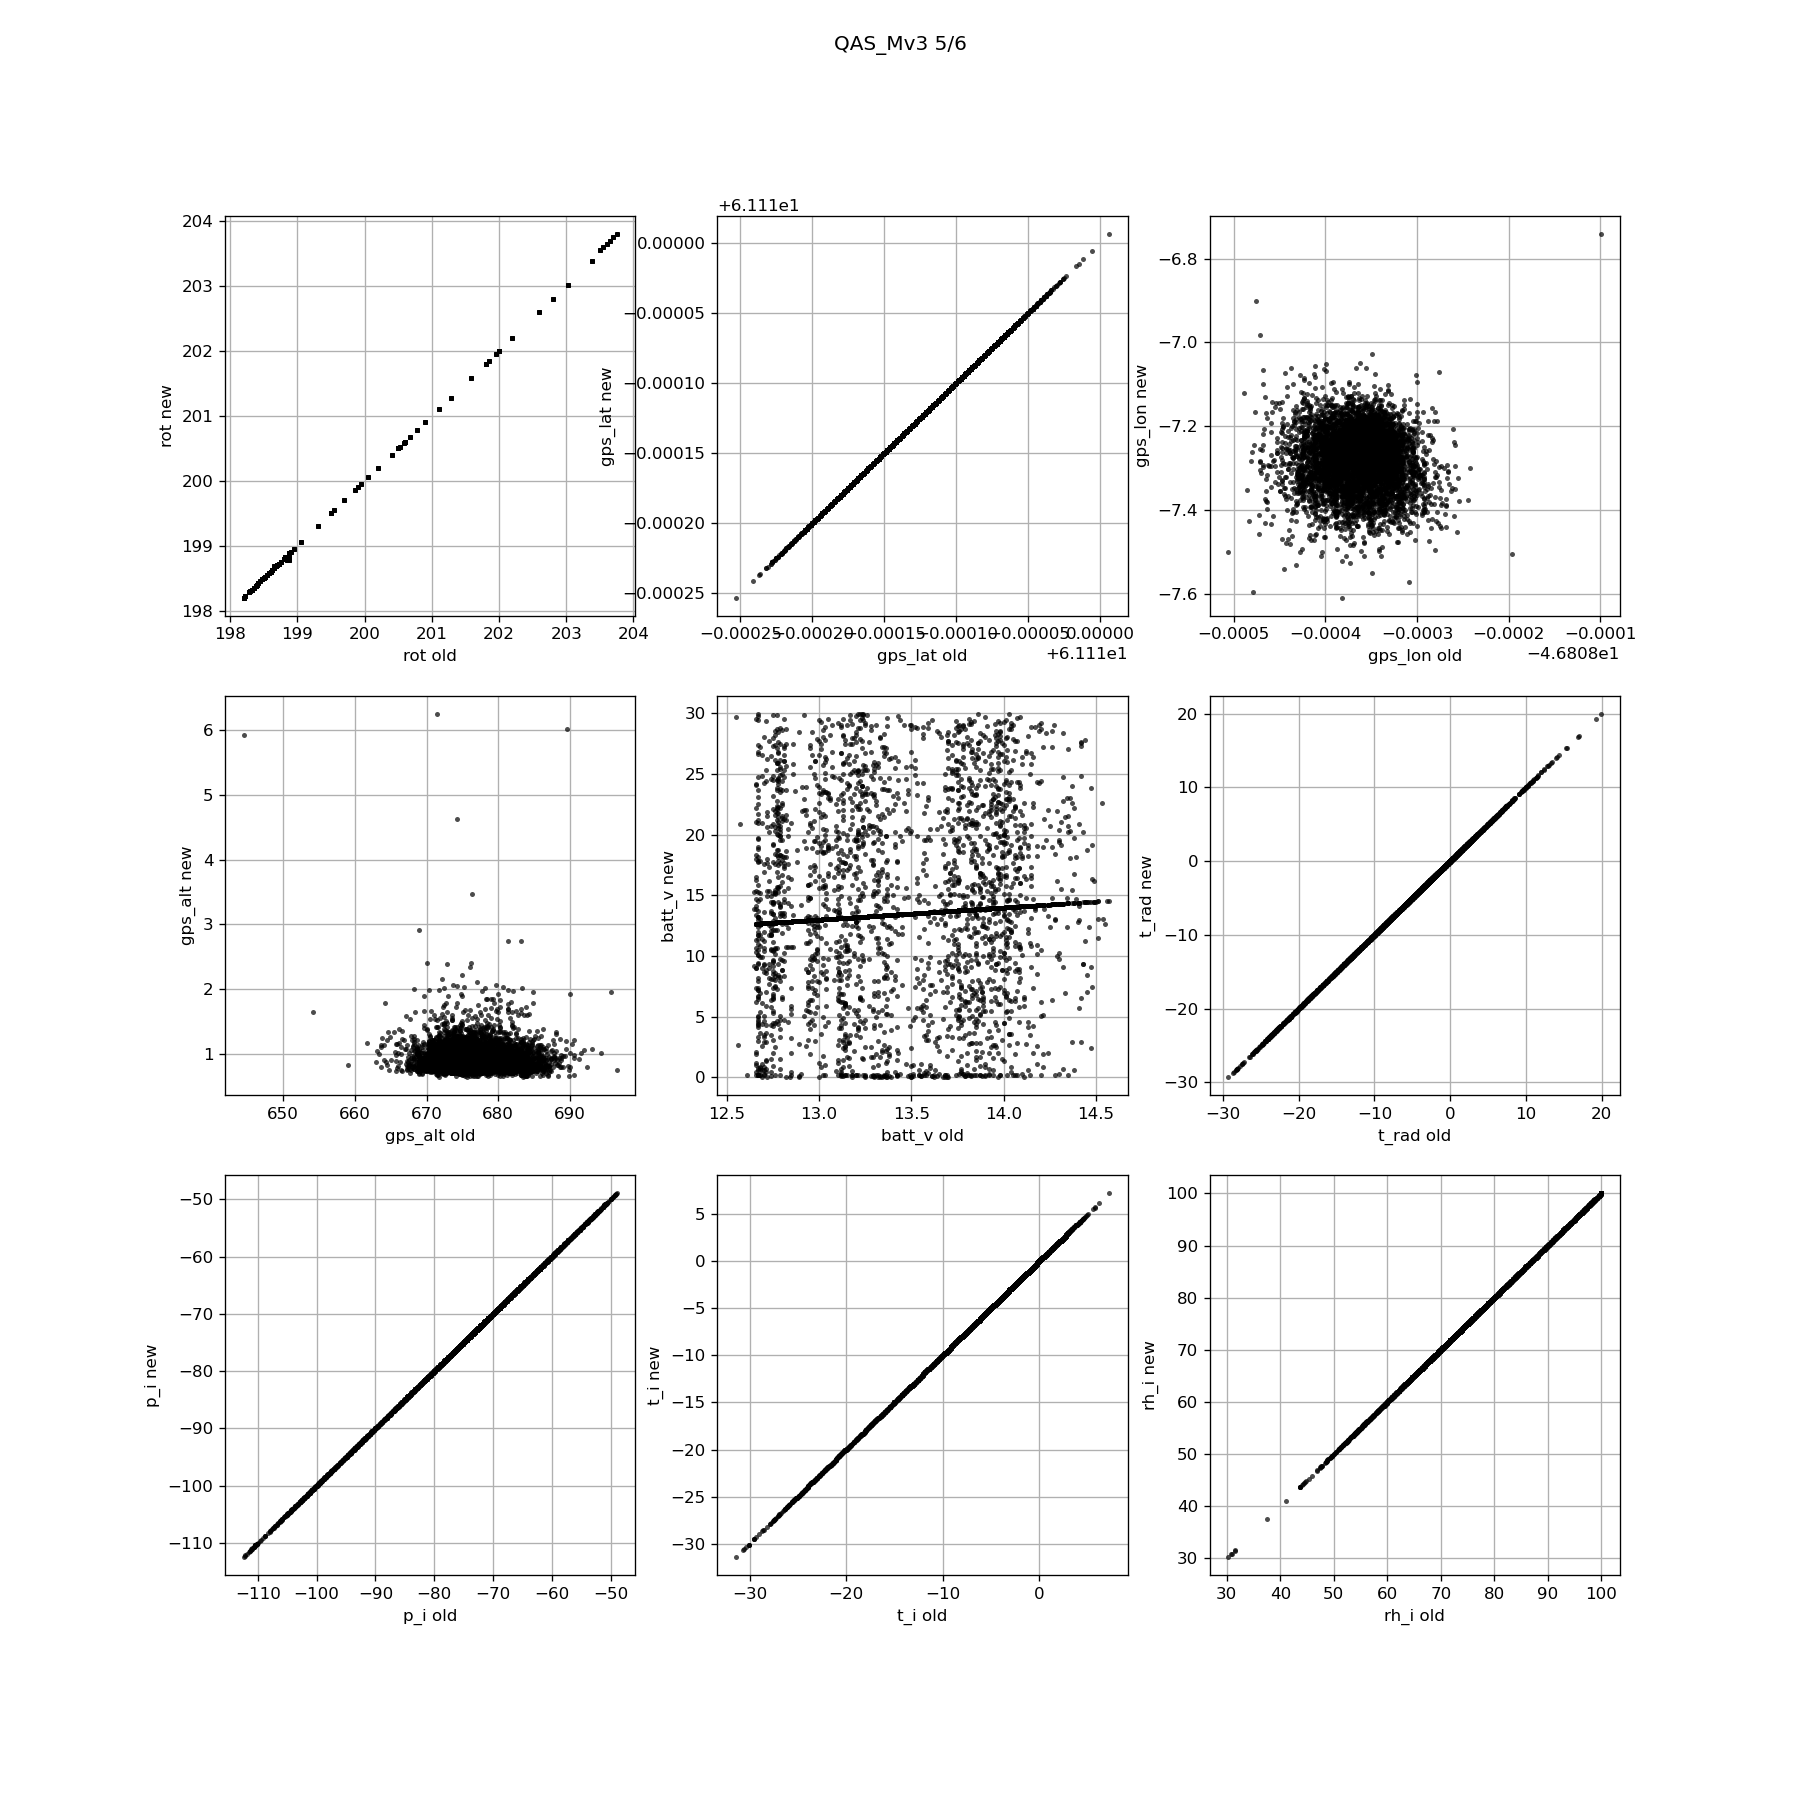 QAS_Mv3 5/6
204
203
202
201
200
199
198
rot new
198 199 200 201 202 203 204
rot old
+6.111e1
0.00000
−0.00005
−0.00010
−0.00015
−0.00020
−0.00025
gps_lat new
−0.00025 −0.00020 −0.00015 −0.00010 −0.00005 0.00000
gps_lat old
+6.111e1
−6.8
−7.0
−7.2
−7.4
−7.6
gps_lon new
−0.0005 −0.0004 −0.0003 −0.0002 −0.0001
gps_lon old
−4.6808e1
6
5
4
3
2
1
gps_alt new
650 660 670 680 690
gps_alt old
30
25
20
15
10
5
0
batt_v new
12.5 13.0 13.5 14.0 14.5
batt_v old
20
10
0
−10
−20
−30
t_rad new
−30 −20 −10 0 10 20
t_rad old
−50
−60
−70
−80
−90
−100
−110
p_i new
−110 −100 −90 −80 −70 −60 −50
p_i old
5
0
−5
−10
−15
−20
−25
−30
t_i new
−30 −20 −10 0
t_i old
100
90
80
70
60
50
40
30
rh_i new
30 40 50 60 70 80 90 100
rh_i old